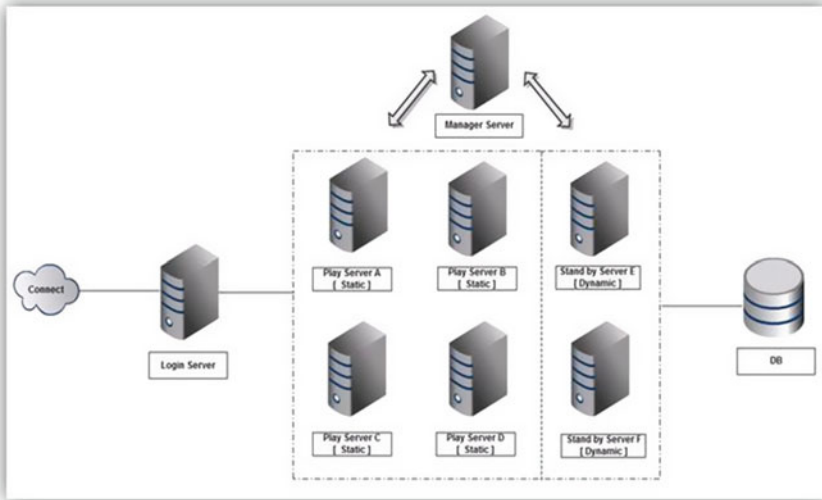 Manager Server
Play Server A
[ Static ]
Play Server B
[ Static ]
Stand by Server E
[ Dynamic ]
Connect
Login Server
DB
Play Server C
[ Static ]
Play Server D
[ Static ]
Stand by Server F
[ Dynamic ]